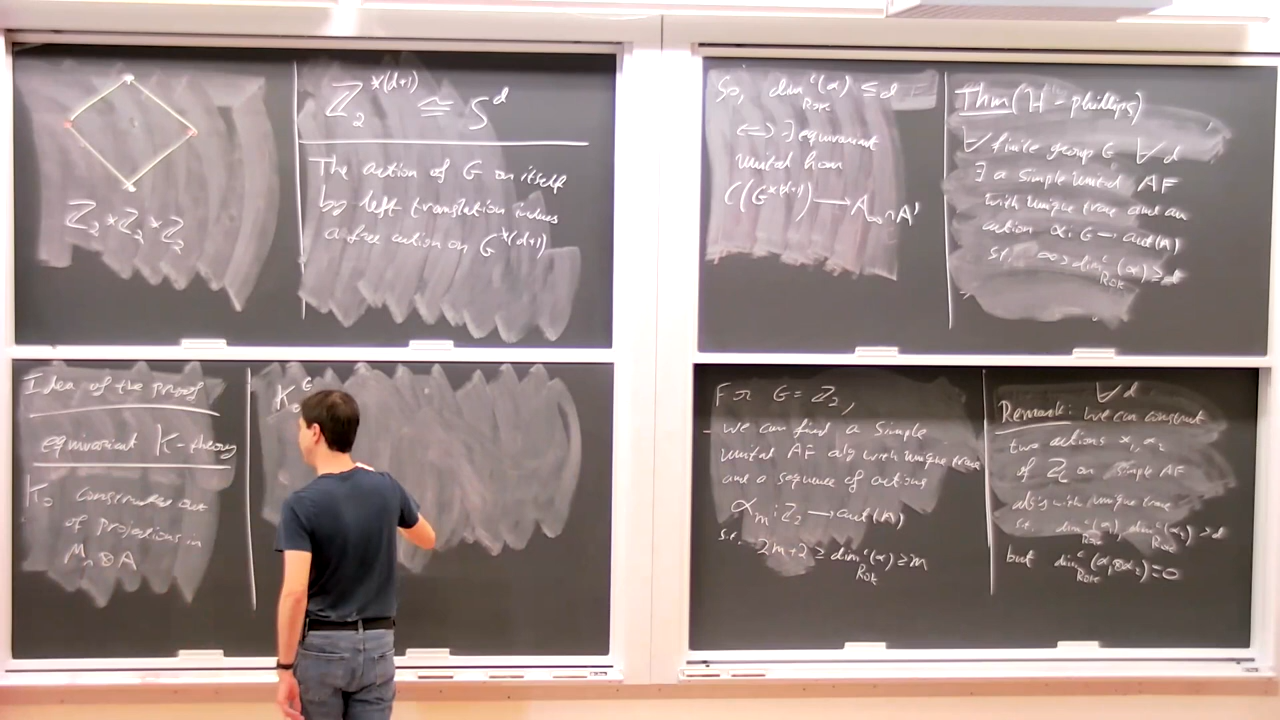 Z₂ * Z₂ * Z₂
Z₂^{*(d+1)} ≅ S^d
The action of G on itself
by left translation induces
a free action on G^{*(d+1)}
So, dim^c_{Rok}(α) ≤ d
⇔ ∃ equivariant
unital hom
C(G^{*(d+1)}) → A_∞ ∩ A'
Thm (H - phillips)
∀ finite group G ∀ d
∃ a simple unital AF
with unique trace and an
action α: G → aut(A)
s.t. ∞ > dim^c_{Rok}(α) ≥ d
Idea of the proof
equivariant K-theory
K₀ constructed out
of projections in
M_n ⊗ A
K₀^G
For G = Z₂,
we can find a simple
unital AF alg with unique trace
and a sequence of actions
α_m : Z₂ → aut(A)
s.t. 2m+2 ≥ dim^c_{Rok}(α) ≥ m
∀ d
Remark: we can construct
two actions α₁, α₂
of Z₂ on simple AF
alg's with unique trace
s.t. dim^c_{Rok}(α₁), dim^c_{Rok}(α₂) > d
but dim^c_{Rok}(α₁⊗α₂) = 0